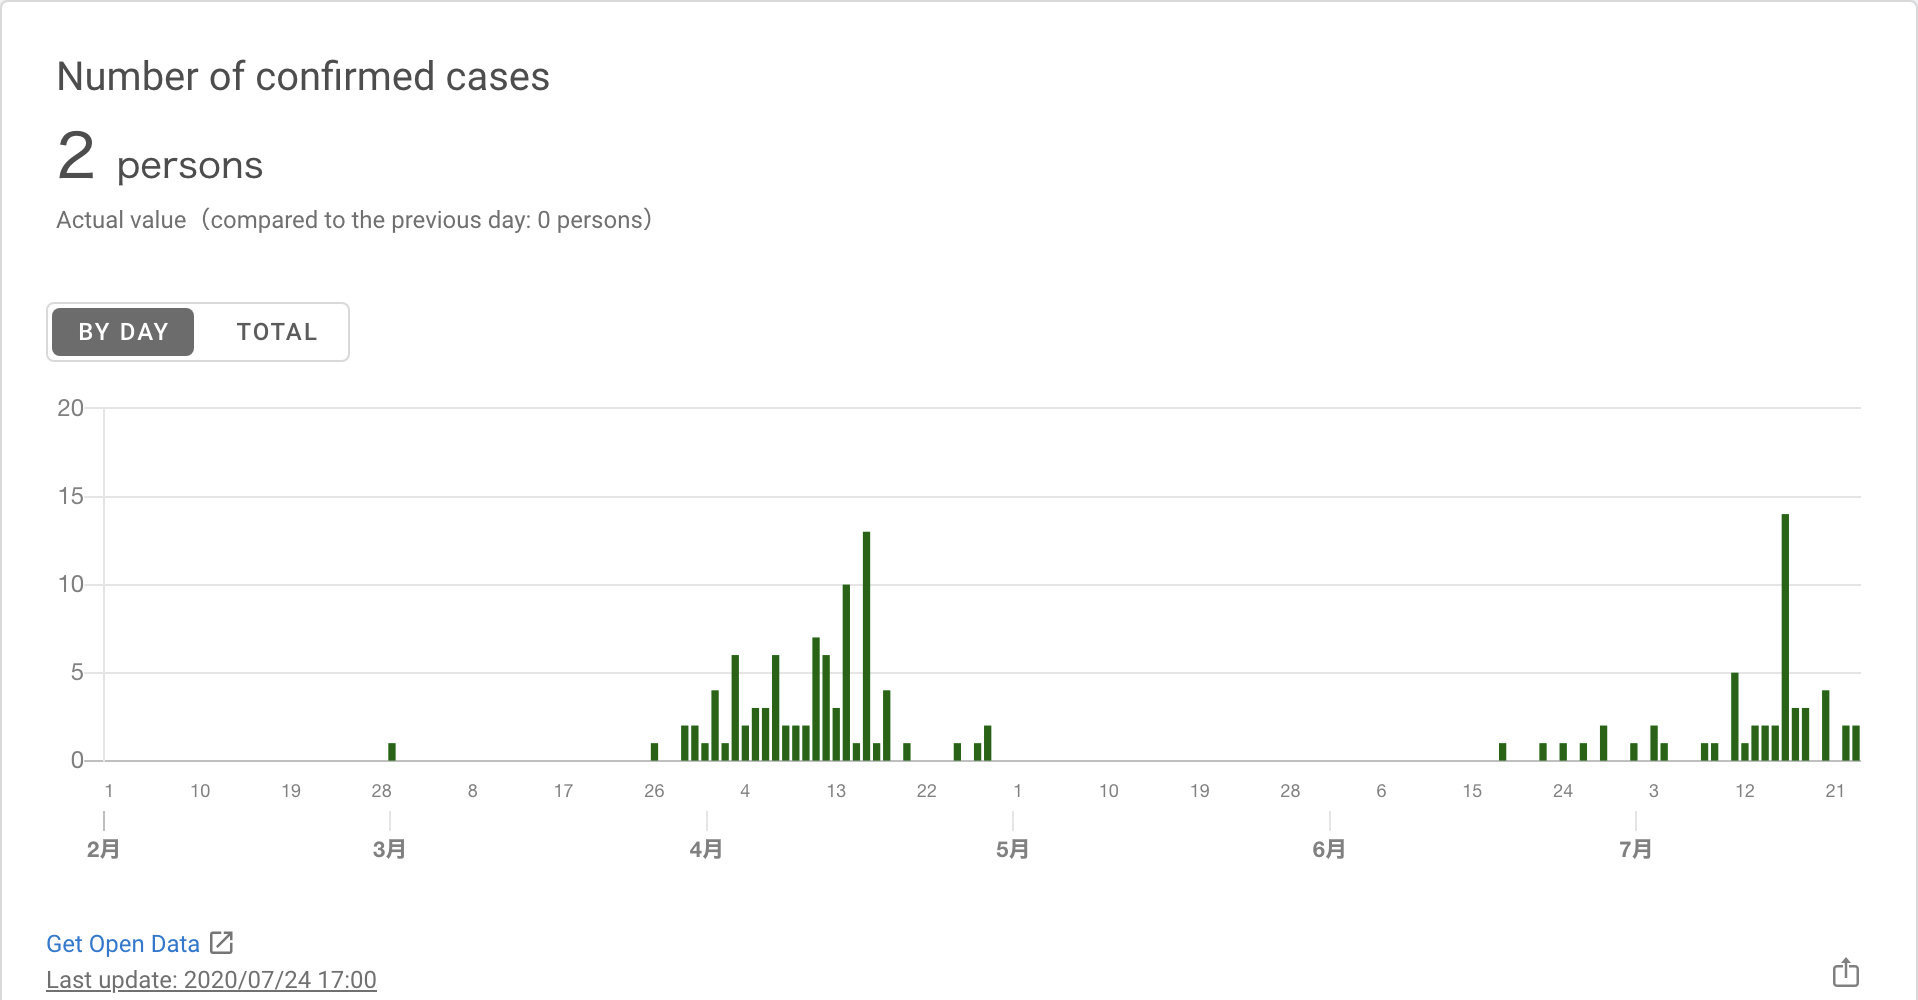 Number of confirmed cases
2 persons
Actual value（compared to the previous day: 0 persons）
BY DAY TOTAL
20
15
10
5
0
1 10 19 28 8 17 26 4 13 22 1 10 19 28 6 15 24 3 12 21
2月 3月 4月 5月 6月 7月
Get Open Data
Last update: 2020/07/24 17:00